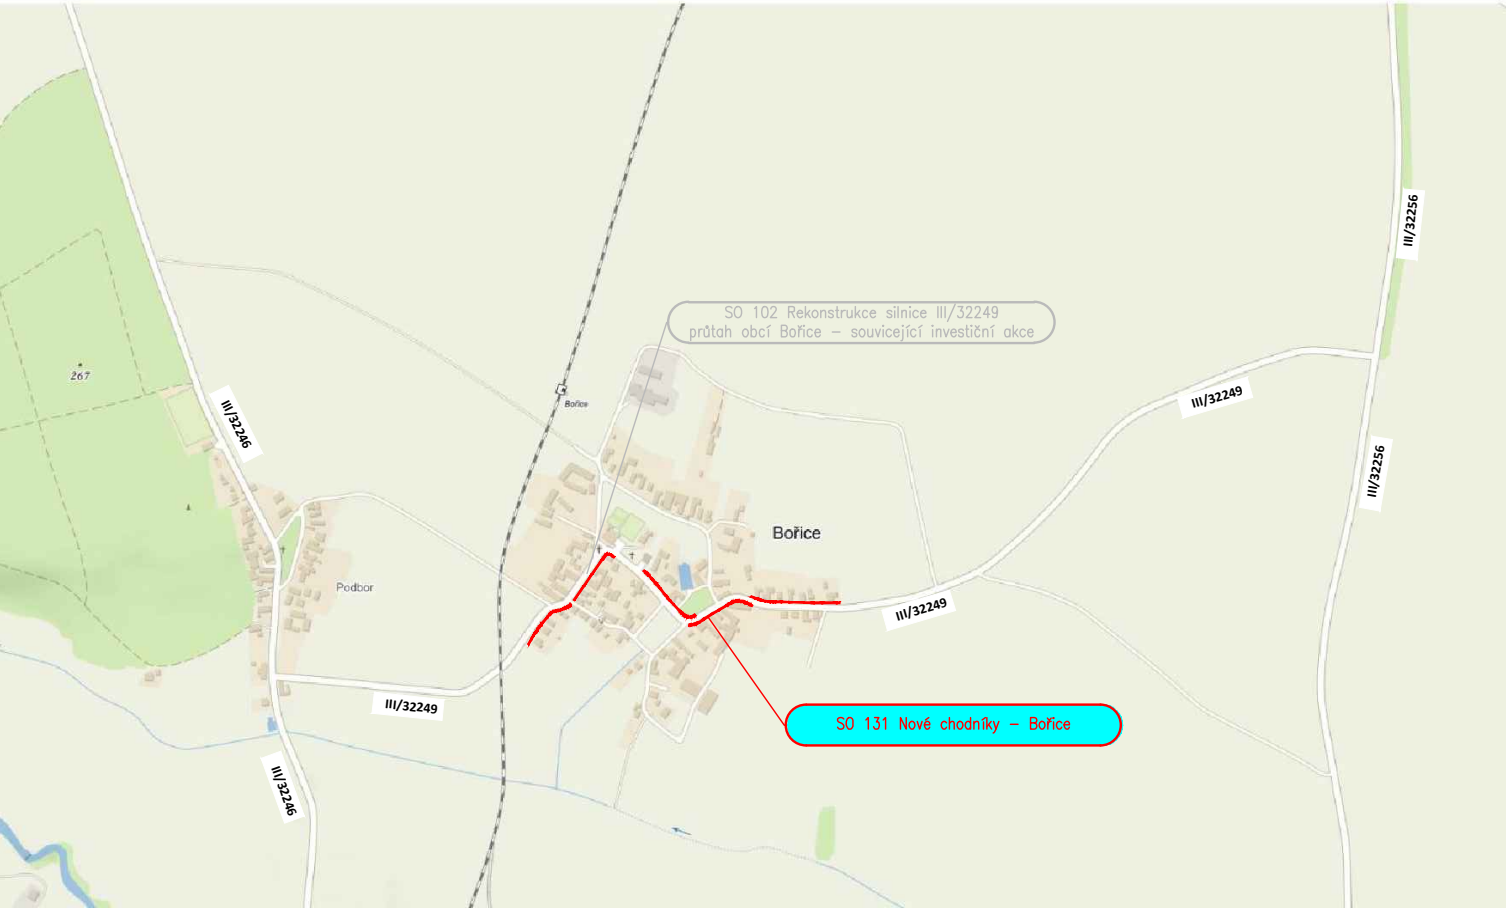 III/32256
SO 102 Rekonstrukce silnice III/32249
průtah obcí Bořice – souvicející investiční akce
267
III/32246
Bořice
III/32249
III/32256
Bořice
Podbor
III/32249
III/32249
SO 131 Nové chodníky – Bořice
III/32246